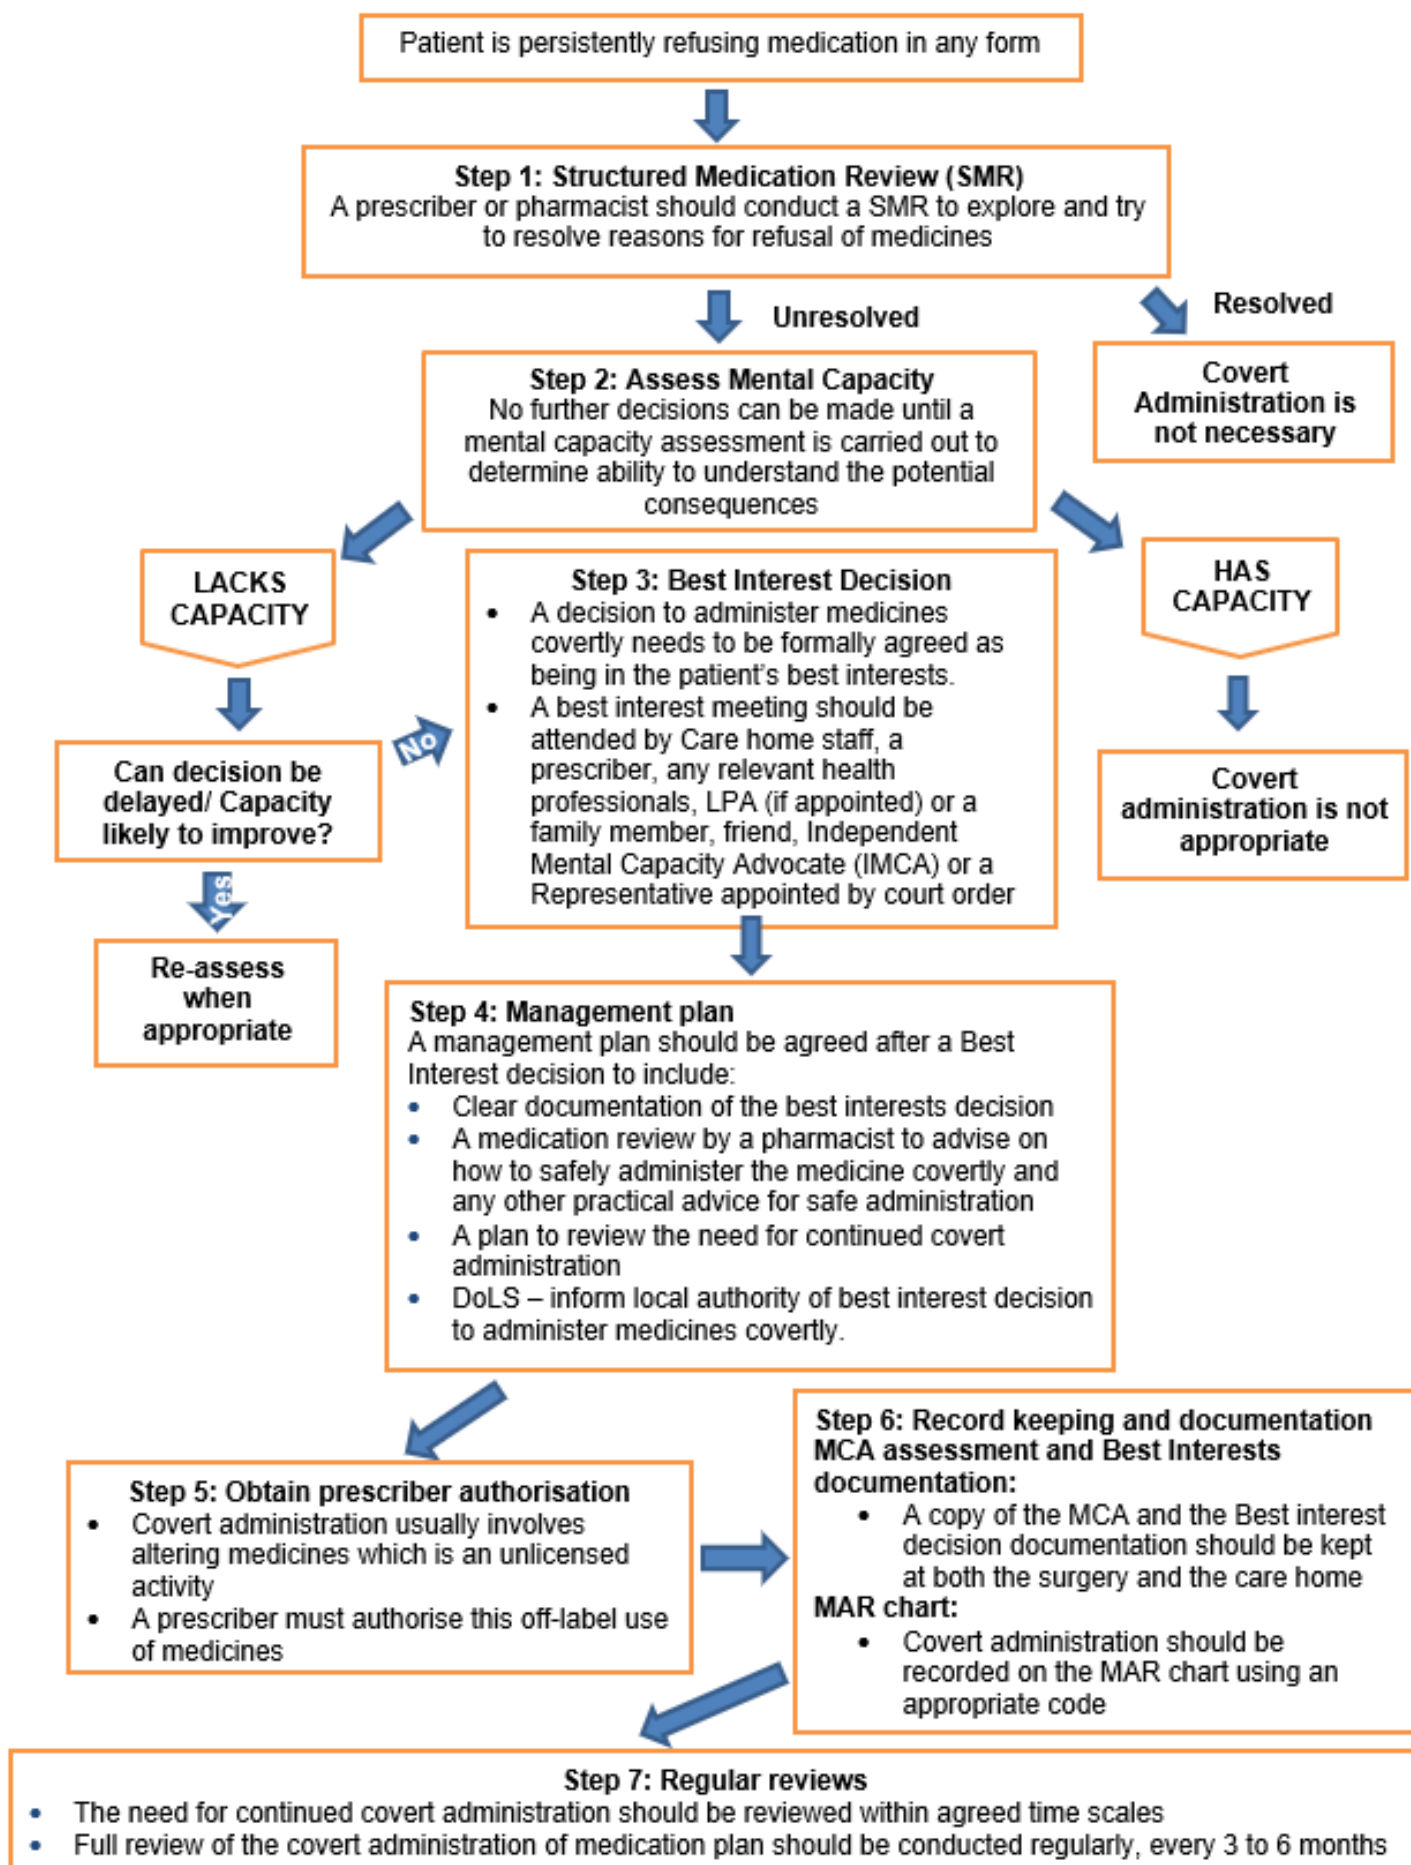 Patient is persistently refusing medication in any form
Step 1: Structured Medication Review (SMR)
A prescriber or pharmacist should conduct a SMR to explore and try
to resolve reasons for refusal of medicines
Unresolved
Resolved
Covert
Administration is
not necessary
Step 2: Assess Mental Capacity
No further decisions can be made until a
mental capacity assessment is carried out to
determine ability to understand the potential
consequences
LACKS
CAPACITY
HAS
CAPACITY
Can decision be
delayed/ Capacity
likely to improve?
No
Yes
Re-assess
when
appropriate
Covert
administration is not
appropriate
Step 3: Best Interest Decision
• A decision to administer medicines
covertly needs to be formally agreed as
being in the patient’s best interests.
• A best interest meeting should be
attended by Care home staff, a
prescriber, any relevant health
professionals, LPA (if appointed) or a
family member, friend, Independent
Mental Capacity Advocate (IMCA) or a
Representative appointed by court order
Step 4: Management plan
A management plan should be agreed after a Best
Interest decision to include:
• Clear documentation of the best interests decision
• A medication review by a pharmacist to advise on
how to safely administer the medicine covertly and
any other practical advice for safe administration
• A plan to review the need for continued covert
administration
• DoLS – inform local authority of best interest decision
to administer medicines covertly.
Step 5: Obtain prescriber authorisation
• Covert administration usually involves
altering medicines which is an unlicensed
activity
• A prescriber must authorise this off-label use
of medicines
Step 6: Record keeping and documentation
MCA assessment and Best Interests
documentation:
• A copy of the MCA and the Best interest
decision documentation should be kept
at both the surgery and the care home
MAR chart:
• Covert administration should be
recorded on the MAR chart using an
appropriate code
Step 7: Regular reviews
• The need for continued covert administration should be reviewed within agreed time scales
• Full review of the covert administration of medication plan should be conducted regularly, every 3 to 6 months